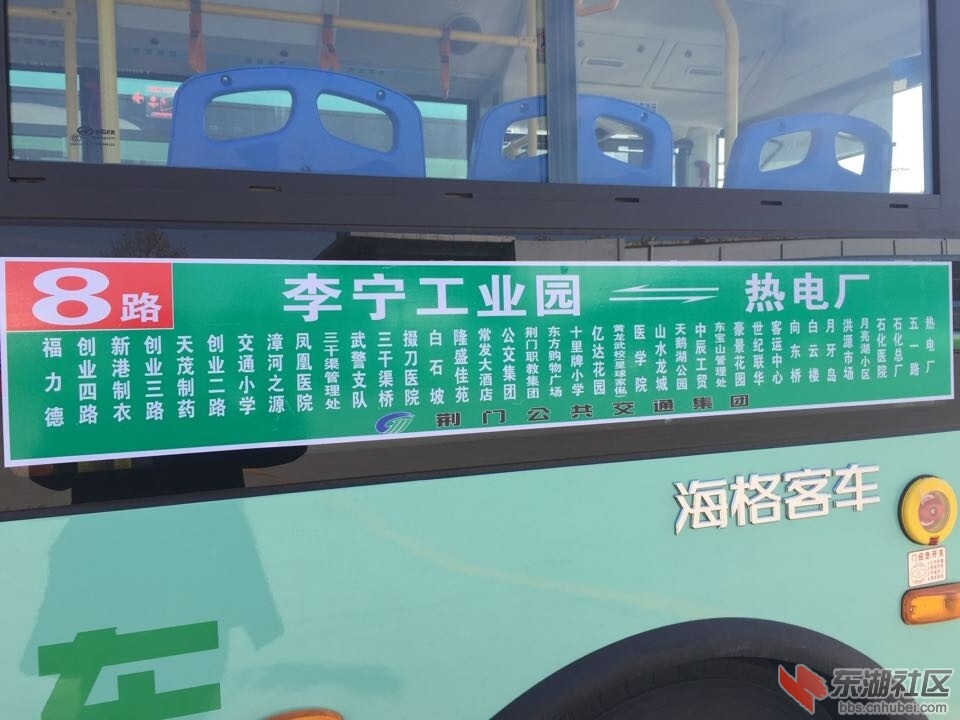 HIGER
8路
李宁工业园
热电厂
福力德
创业四路
新港制衣
创业三路
天茂制药
创业二路
交通小学
漳河之源
凤凰医院
三干渠管理处
武警支队
三干渠桥
掇刀医院
白石坡
隆盛佳苑
常发大酒店
公交集团
荆门职教集团
东方购物广场
十里牌小学
亿达花园
医学院
山水龙城
天鹅湖公园
中辰工贸
东宝山管理处
豪景花园
世纪联华
客运中心
向东桥
白云楼
月牙岛
洪源市场
月亮湖小区
石化医院
石化总厂
五一路
热电厂
荆门公共交通集团
海格客车
门应急开关
左
东湖社区
bbs.cnhubei.com